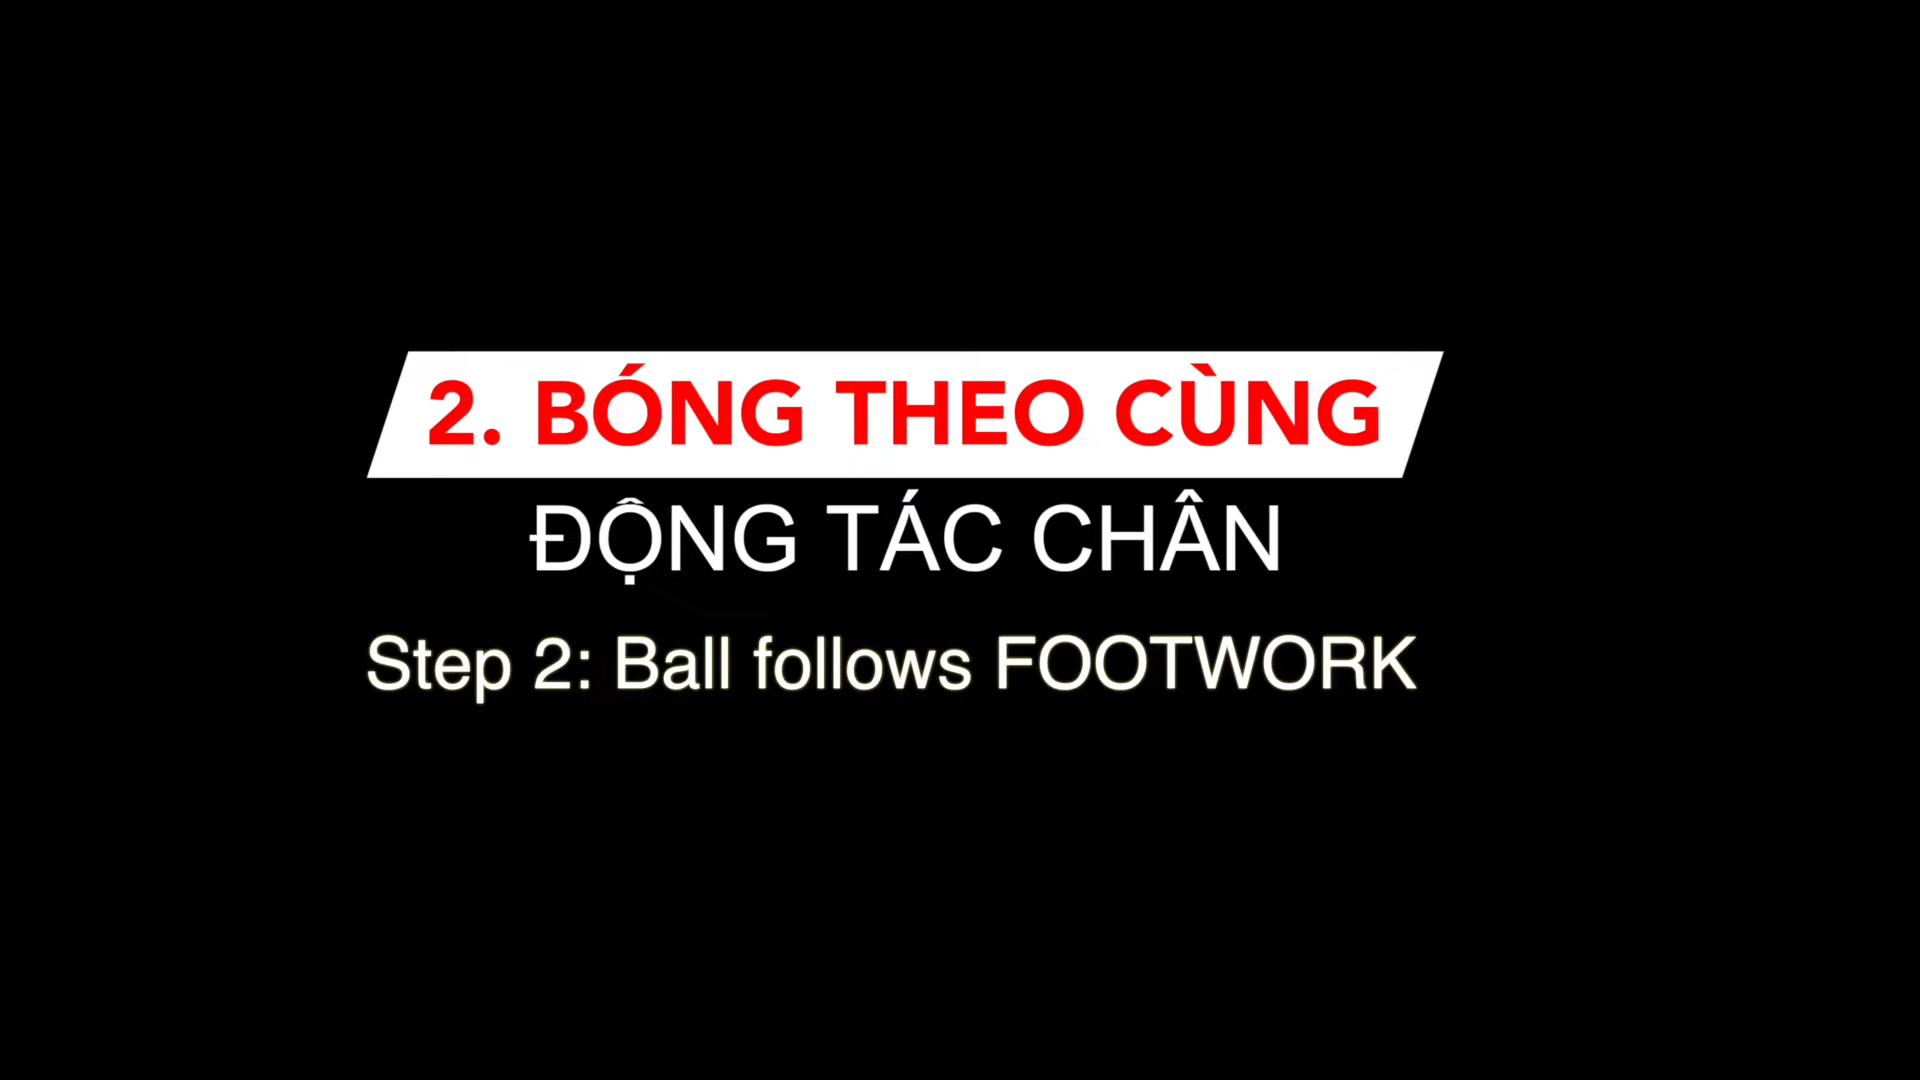 2. BÓNG THEO CÙNG
ĐỘNG TÁC CHÂN
Step 2: Ball follows FOOTWORK